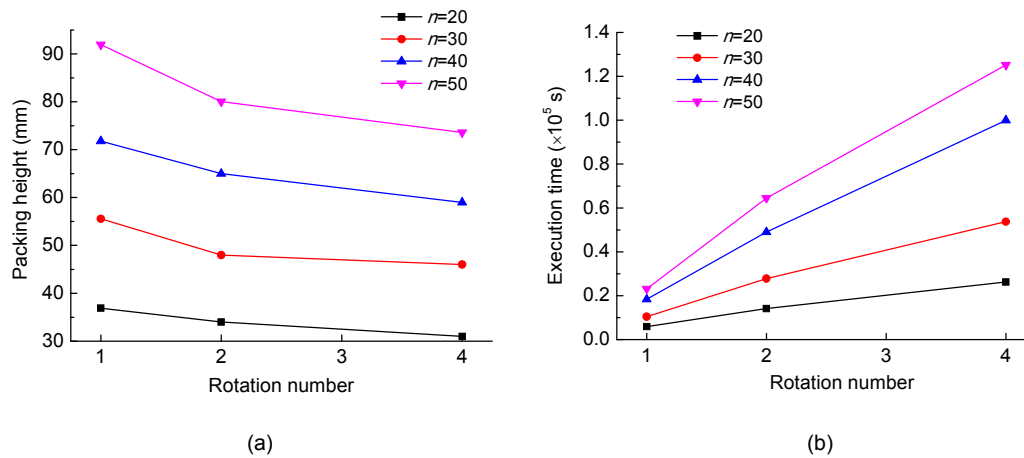 n=20
n=30
n=40
n=50
90
80
70
60
50
40
30
Packing height (mm)
1 2 3 4
Rotation number
(a)
n=20
n=30
n=40
n=50
1.4
1.2
1.0
0.8
0.6
0.4
0.2
0.0
Execution time (×10⁵ s)
1 2 3 4
Rotation number
(b)